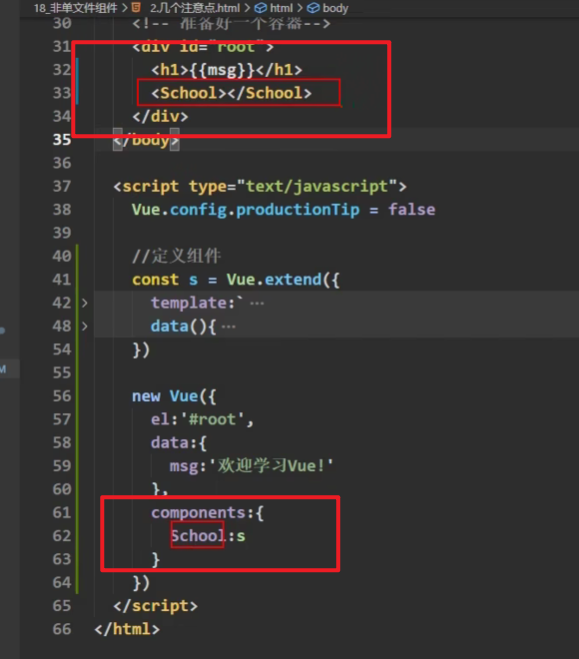 18_非单文件组件 > 2.几个注意点.html > html > body
30 <!-- 准备好一个容器-->
31 <div id="root">
32 <h1>{{msg}}</h1>
33 <School></School>
34 </div>
35 </body>
36
37 <script type="text/javascript">
38 Vue.config.productionTip = false
39
40 //定义组件
41 const s = Vue.extend({
42 > template:` ⋯
48 > data(){ ⋯
54 })
55
56 new Vue({
57 el:'#root',
58 data:{
59 msg:'欢迎学习Vue!'
60 },
61 components:{
62 School:s
63 }
64 })
65 </script>
66 </html>
M